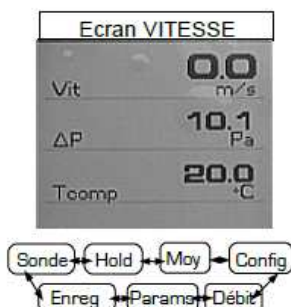 Ecran VITESSE
0.0
Vit m/s
10.1
ΔP Pa
20.0
Tcomp °C
Sonde Hold Moy Config
Enreg Params Débit